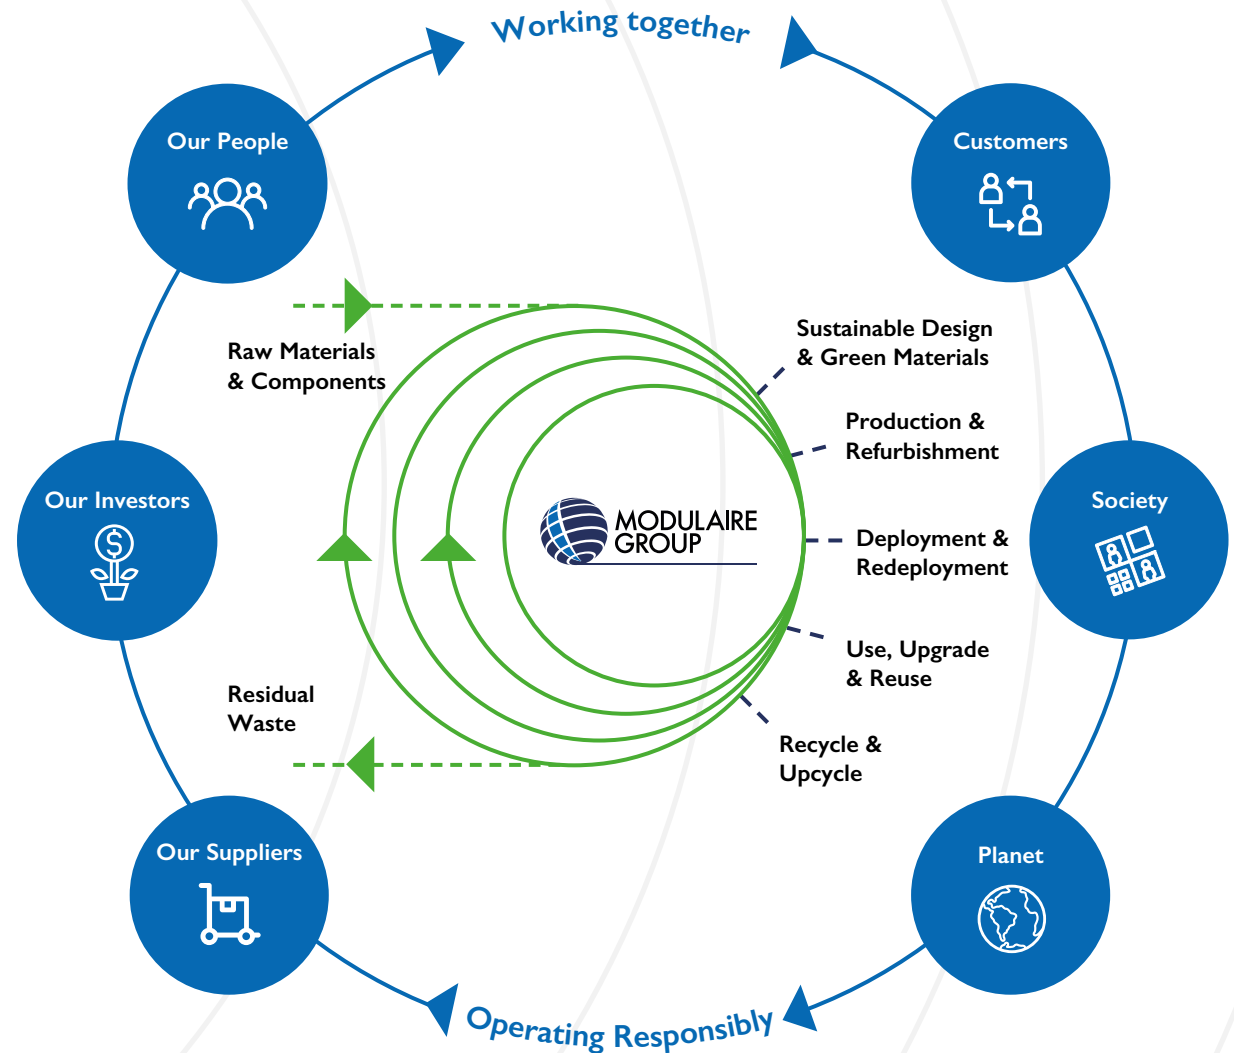 Working together
Our People
Customers
Raw Materials
& Components
Sustainable Design
& Green Materials
Production &
Refurbishment
Our Investors
$
MODULAIRE
GROUP
Deployment &
Redeployment
Society
Use, Upgrade
& Reuse
Residual
Waste
Recycle &
Upcycle
Our Suppliers
Planet
Operating Responsibly